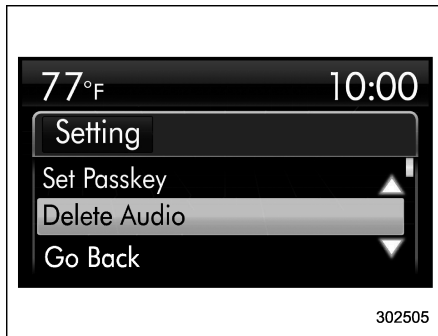 77°F 10:00
Setting
Set Passkey
Delete Audio
Go Back
302505